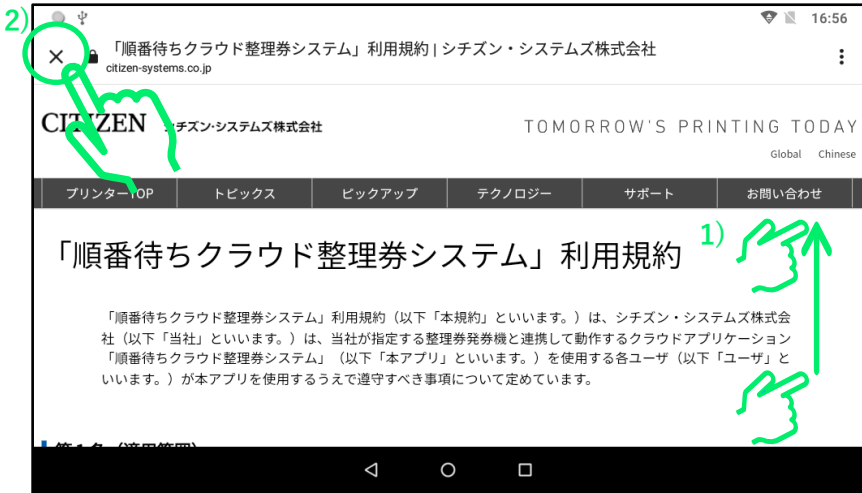 2)
16:56
「順番待ちクラウド整理券システム」利用規約 | シチズン・システムズ株式会社
citizen-systems.co.jp
CITIZEN シチズン・システムズ株式会社
TOMORROW'S PRINTING TODAY
Global Chinese
プリンターTOP トピックス ピックアップ テクノロジー サポート お問い合わせ
「順番待ちクラウド整理券システム」利用規約
1)
「順番待ちクラウド整理券システム」利用規約（以下「本規約」といいます。）は、シチズン・システムズ株式会
社（以下「当社」といいます。）は、当社が指定する整理券発券機と連携して動作するクラウドアプリケーション
「順番待ちクラウド整理券システム」（以下「本アプリ」といいます。）を使用する各ユーザ（以下「ユーザ」と
いいます。）が本アプリを使用するうえで遵守すべき事項について定めています。